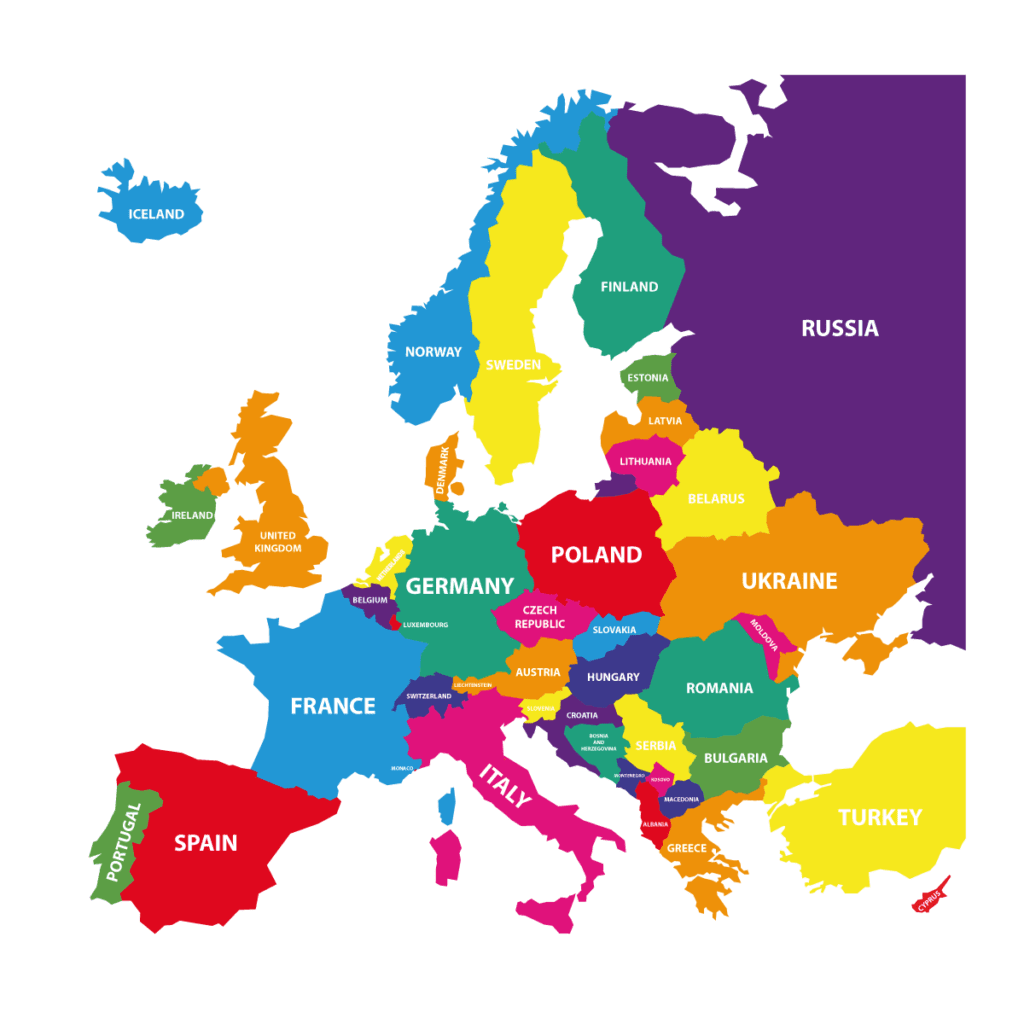 ICELAND
FINLAND
RUSSIA
NORWAY
SWEDEN
ESTONIA
LATVIA
LITHUANIA
DENMARK
BELARUS
IRELAND
UNITED
KINGDOM
POLAND
NETHERLANDS
UKRAINE
GERMANY
BELGIUM
CZECH
REPUBLIC
LUXEMBOURG
SLOVAKIA
MOLDOVA
AUSTRIA
HUNGARY
LIECHTENSTEIN
ROMANIA
SWITZERLAND
FRANCE
SLOVENIA
CROATIA
BOSNIA
AND
HERZEGOVINA
SERBIA
BULGARIA
MONACO
MONTENEGRO
KOSOVO
ITALY
MACEDONIA
TURKEY
ALBANIA
PORTUGAL
SPAIN
GREECE
CYPRUS